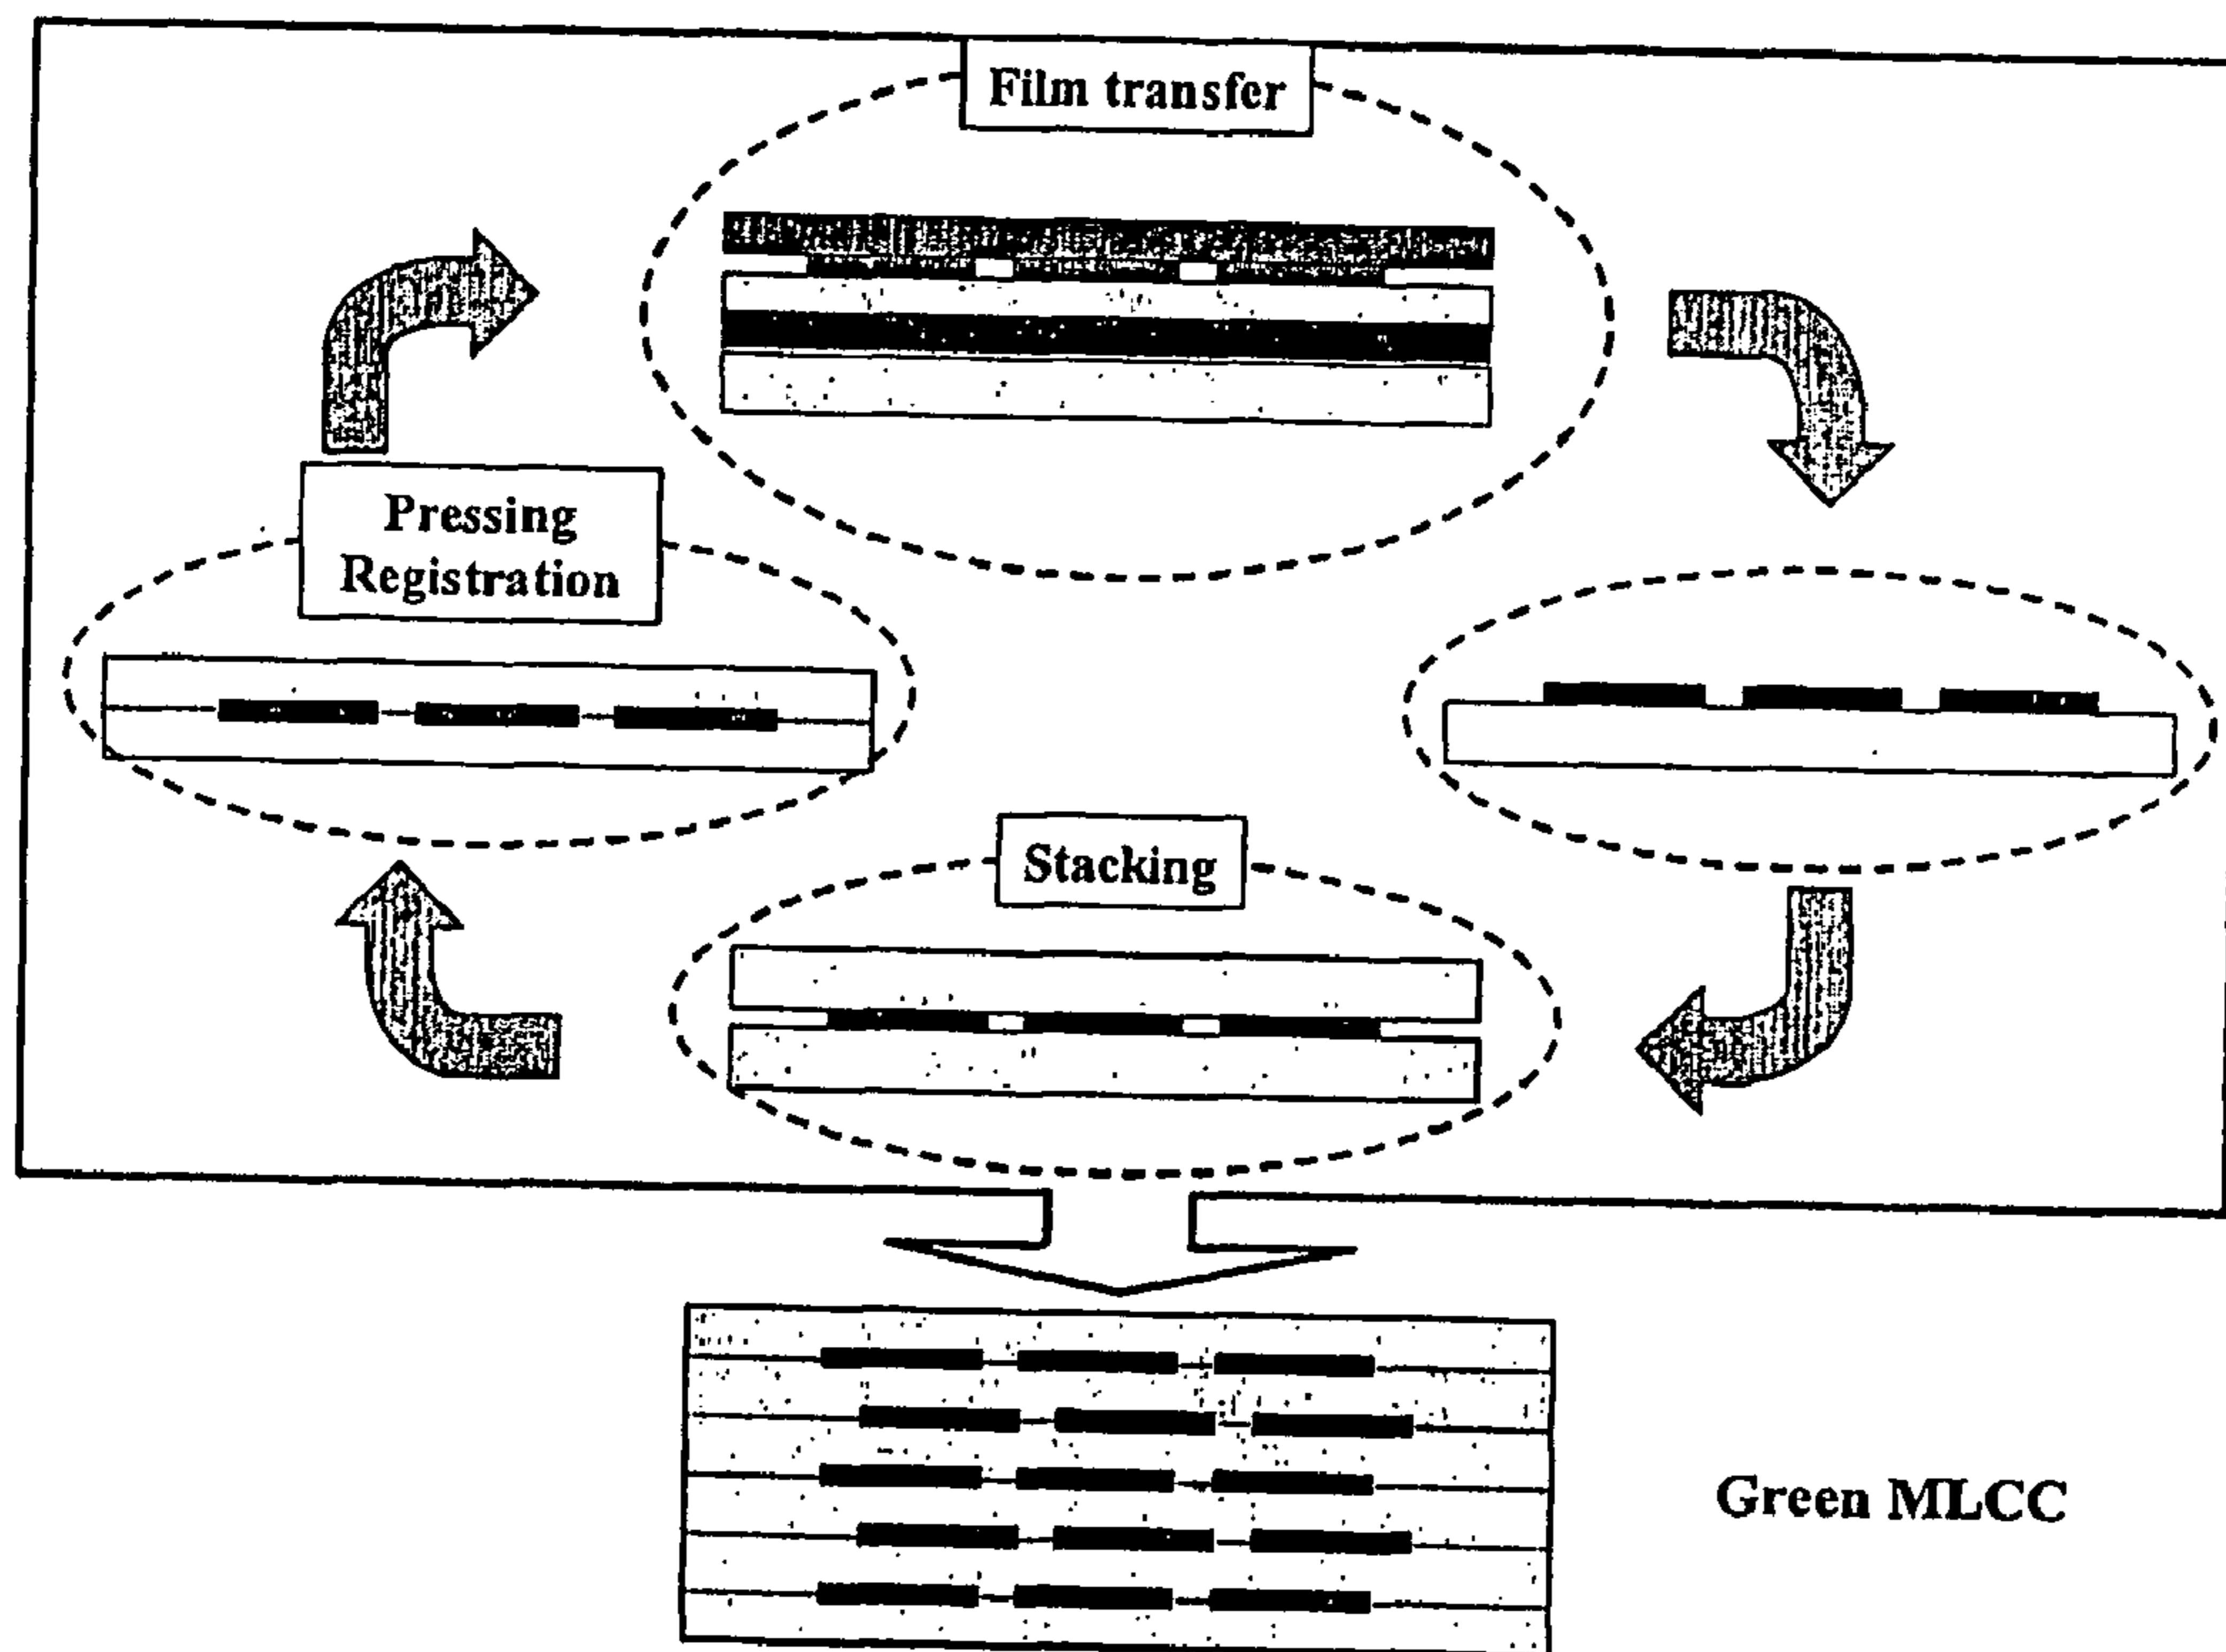 Film transfer
Pressing
Registration
Stacking
Green MLCC